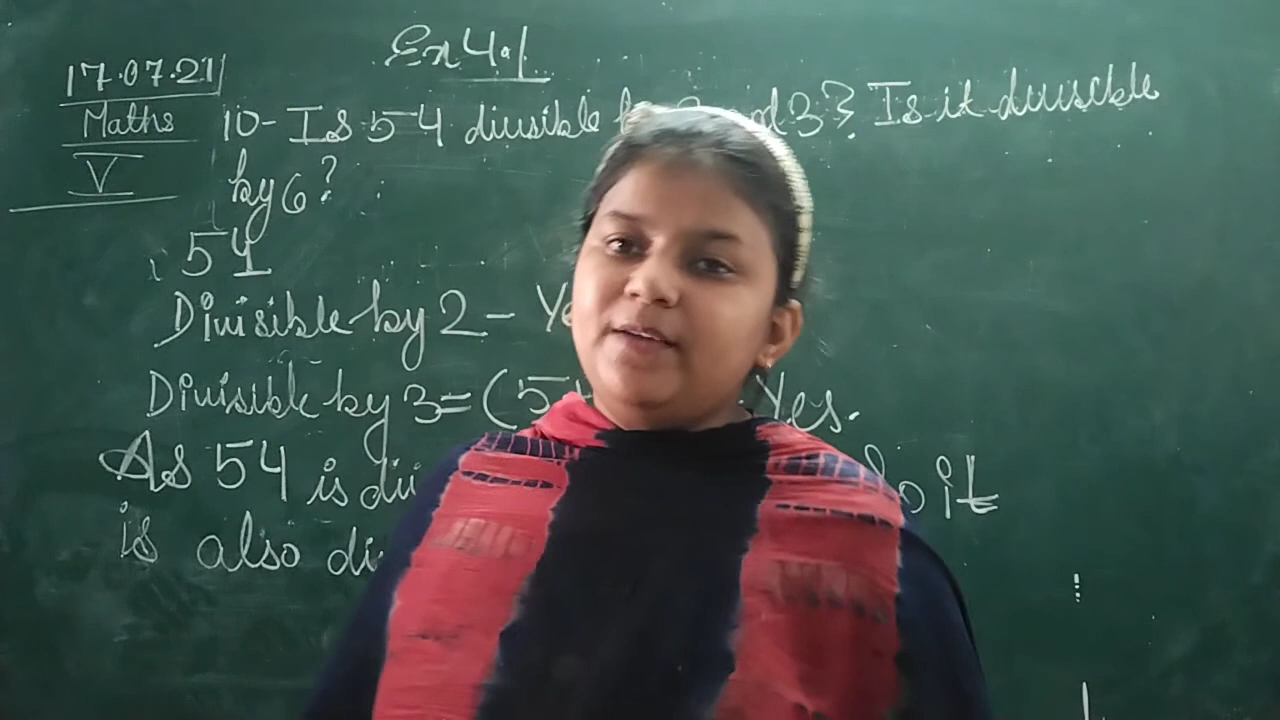 Ex 4.1
17.07.21
Maths
V
10- Is 54 divisible and 3? Is it divisible
by 6?
54
Divisible by 2 - Ye
Divisible by 3 = (5 Yes.
As 54 is divi so it
is also di